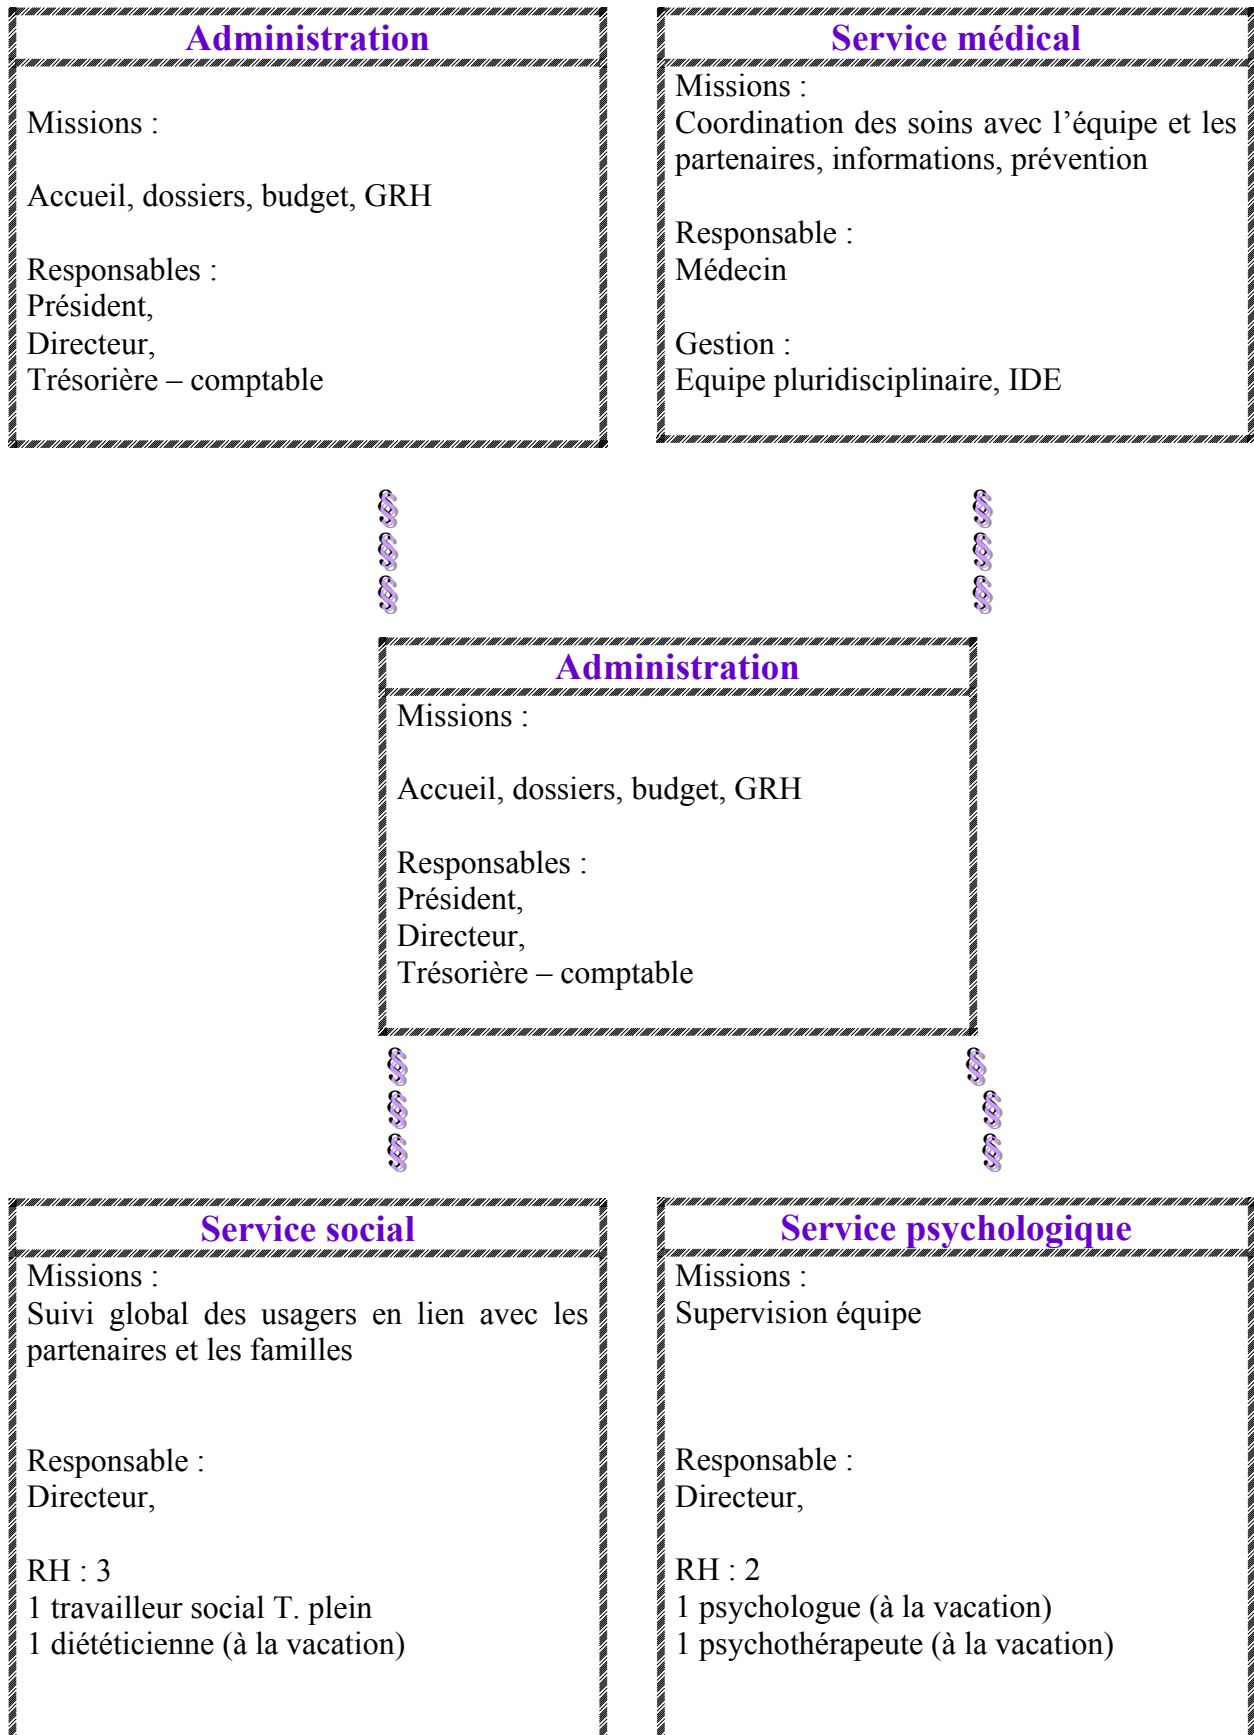 Administration
Missions :
Accueil, dossiers, budget, GRH
Responsables :
Président,
Directeur,
Trésorière – comptable
Service médical
Missions :
Coordination des soins avec l’équipe et les
partenaires, informations, prévention
Responsable :
Médecin
Gestion :
Equipe pluridisciplinaire, IDE
§ §
§ §
§ §
Administration
Missions :
Accueil, dossiers, budget, GRH
Responsables :
Président,
Directeur,
Trésorière – comptable
§ §
§ §
§ §
Service social
Missions :
Suivi global des usagers en lien avec les
partenaires et les familles
Responsable :
Directeur,
RH : 3
1 travailleur social T. plein
1 diététicienne (à la vacation)
Service psychologique
Missions :
Supervision équipe
Responsable :
Directeur,
RH : 2
1 psychologue (à la vacation)
1 psychothérapeute (à la vacation)